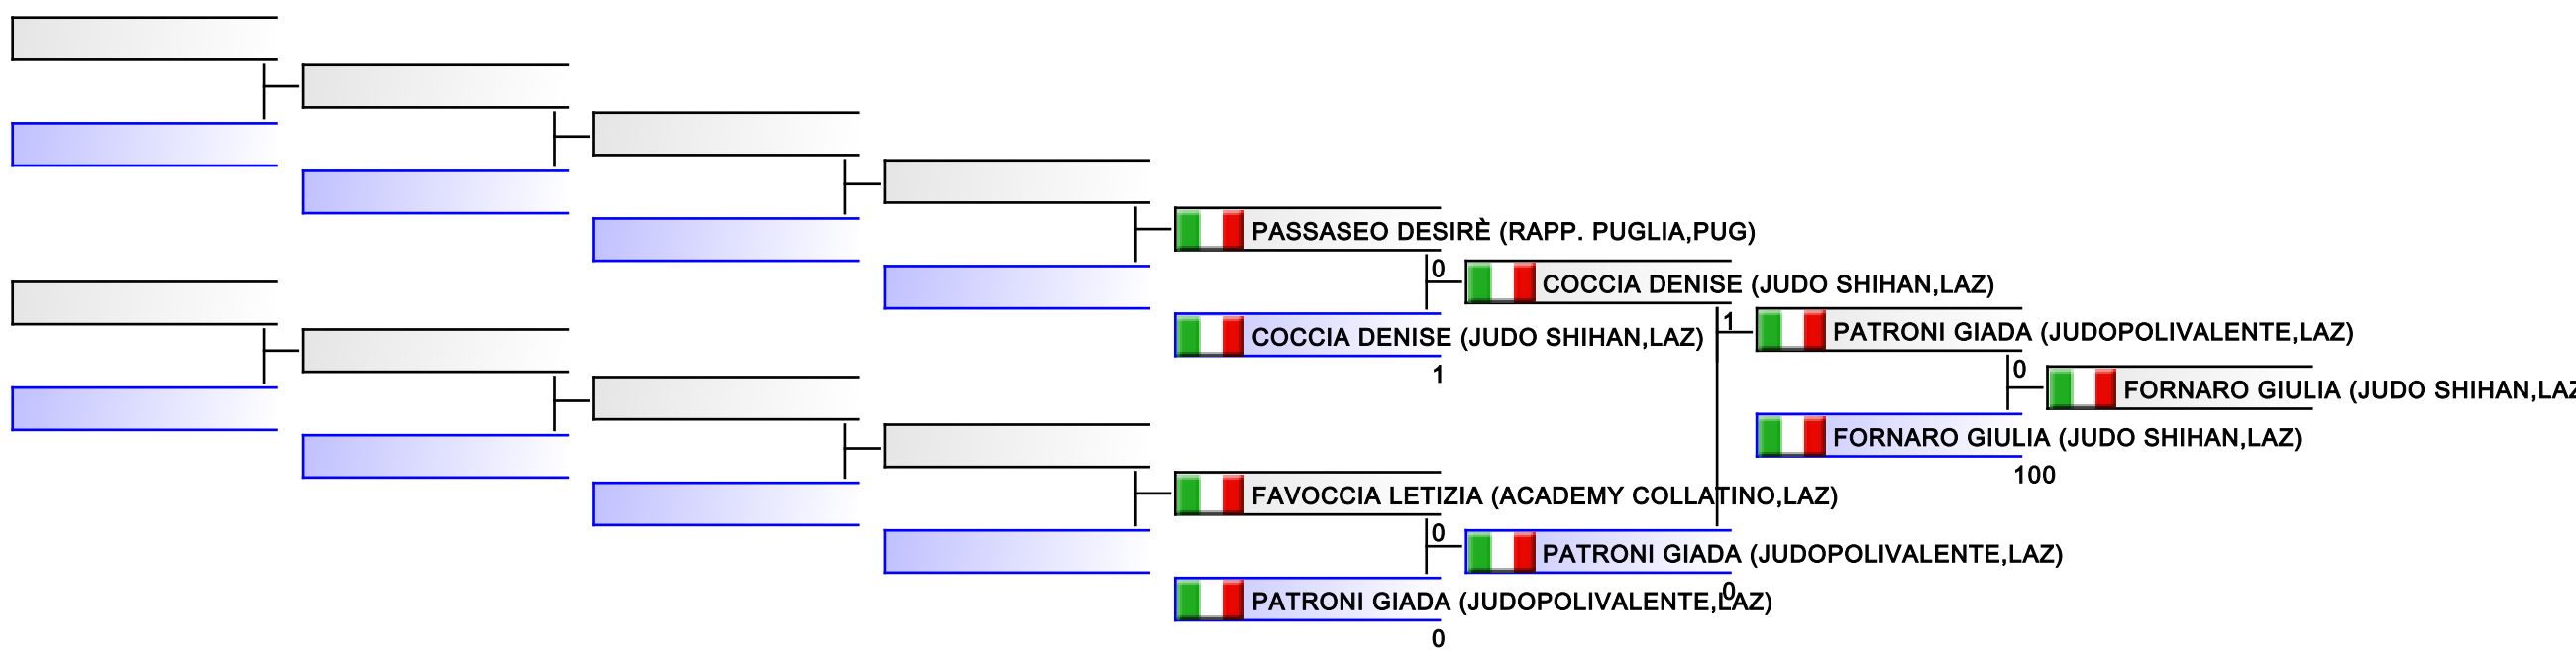 PASSASEO DESIRÈ (RAPP. PUGLIA,PUG)
0
COCCIA DENISE (JUDO SHIHAN,LAZ)
COCCIA DENISE (JUDO SHIHAN,LAZ)
1
1
PATRONI GIADA (JUDOPOLIVALENTE,LAZ)
0
FORNARO GIULIA (JUDO SHIHAN,LAZ
FORNARO GIULIA (JUDO SHIHAN,LAZ)
100
FAVOCCIA LETIZIA (ACADEMY COLLATINO,LAZ)
0
PATRONI GIADA (JUDOPOLIVALENTE,LAZ)
0
PATRONI GIADA (JUDOPOLIVALENTE,LAZ)
0